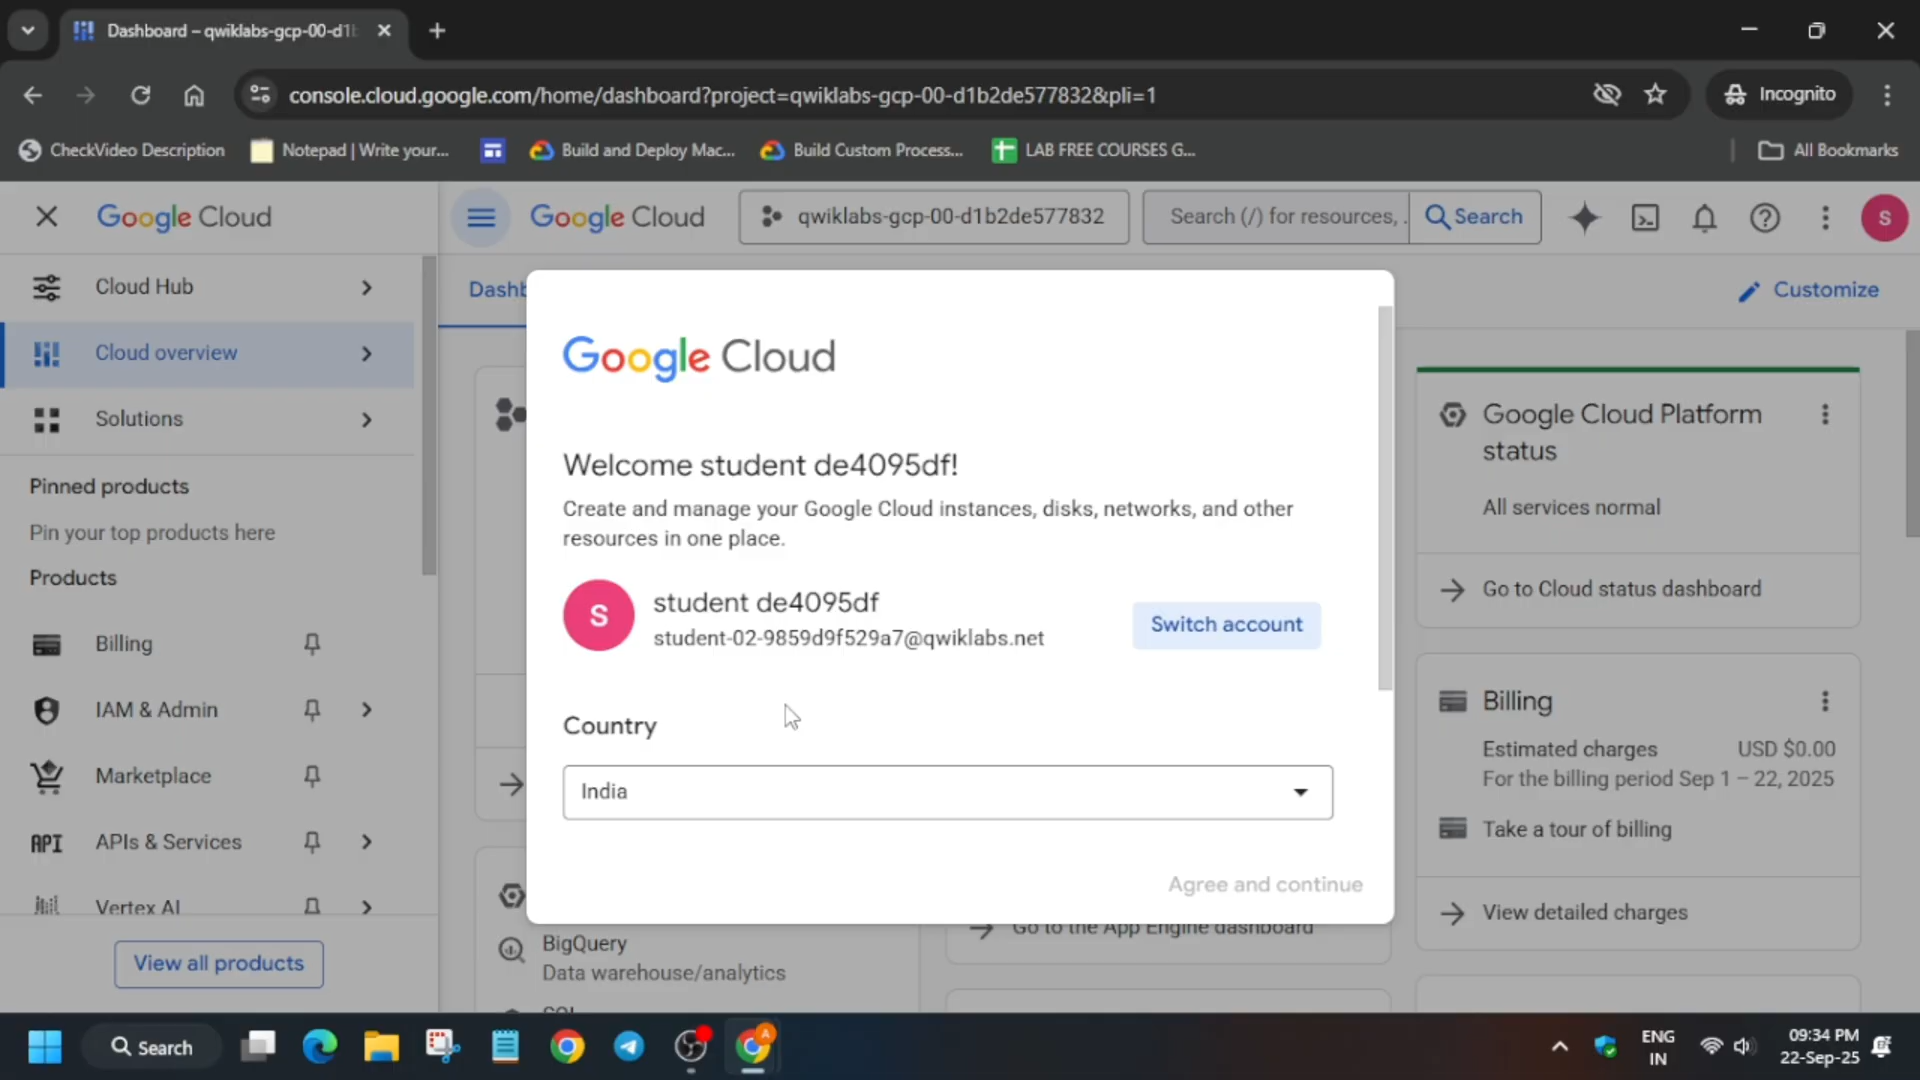 Dashboard – qwiklabs-gcp-00-d1
console.cloud.google.com/home/dashboard?project=qwiklabs-gcp-00-d1b2de577832&pli=1
Incognito
CheckVideo Description
Notepad | Write your...
Build and Deploy Mac...
Build Custom Process...
LAB FREE COURSES G...
All Bookmarks
Google Cloud
Google Cloud
qwiklabs-gcp-00-d1b2de577832
Search (/) for resources, .
Search
S
Cloud Hub
Cloud overview
Solutions
Pinned products
Pin your top products here
Products
Billing
IAM & Admin
Marketplace
API APIs & Services
Vertex AI
View all products
Dashb
Customize
Google Cloud
Welcome student de4095df!
Create and manage your Google Cloud instances, disks, networks, and other
resources in one place.
S
student de4095df
student-02-9859d9f529a7@qwiklabs.net
Switch account
Country
India
Agree and continue
BigQuery
Data warehouse/analytics
SQL
Go to the App Engine dashboard
Google Cloud Platform
status
All services normal
Go to Cloud status dashboard
Billing
Estimated charges USD $0.00
For the billing period Sep 1 – 22, 2025
Take a tour of billing
View detailed charges
Search
A
ENG
IN
09:34 PM
22-Sep-25